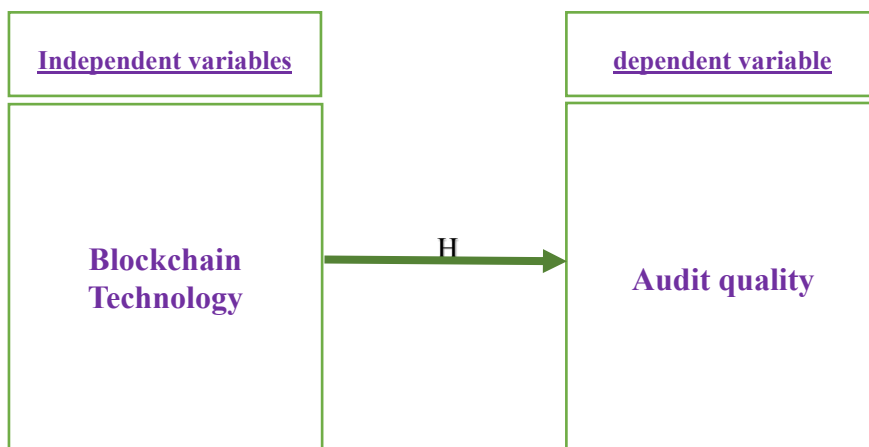 Independent variables
dependent variable
Blockchain
Technology
H
Audit quality